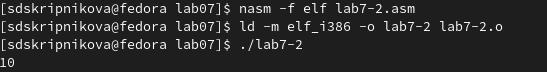 [sdskripnikova@fedora lab07]$ nasm -f elf lab7-2.asm
[sdskripnikova@fedora lab07]$ ld -m elf_i386 -o lab7-2 lab7-2.o
[sdskripnikova@fedora lab07]$ ./lab7-2
10